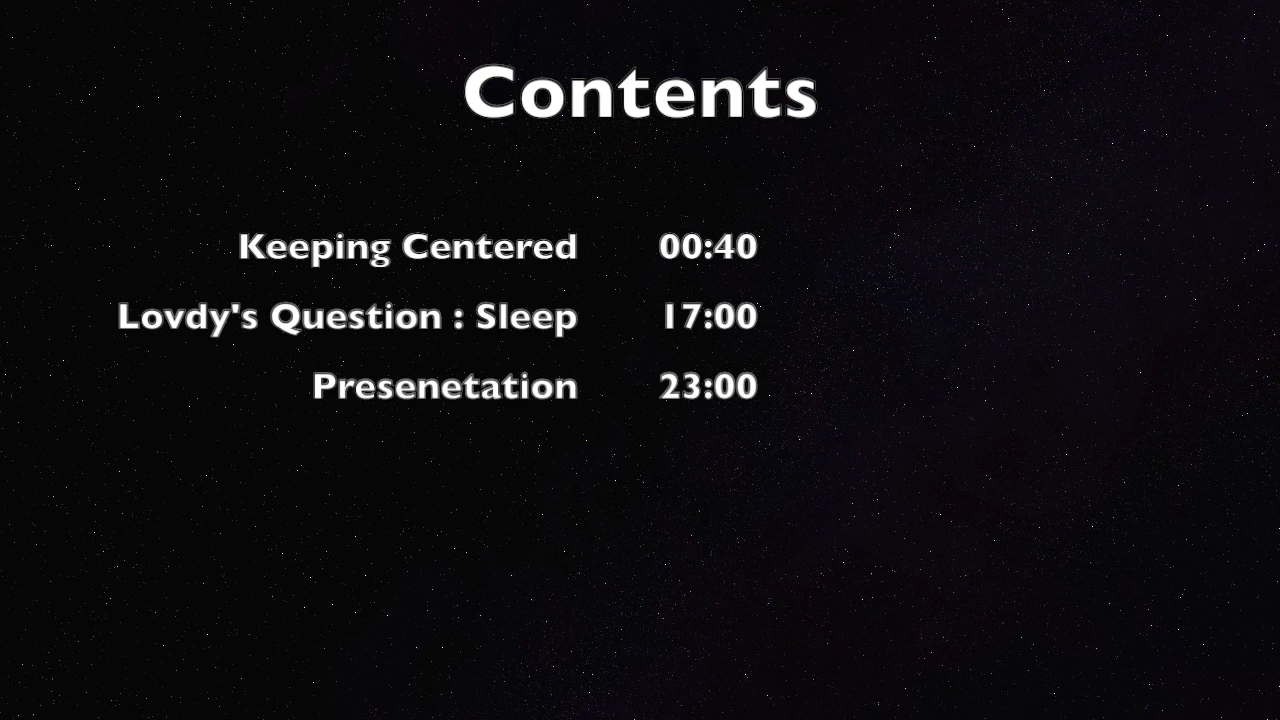 Contents
Keeping Centered 00:40
Lovdy's Question : Sleep 17:00
Presenetation 23:00